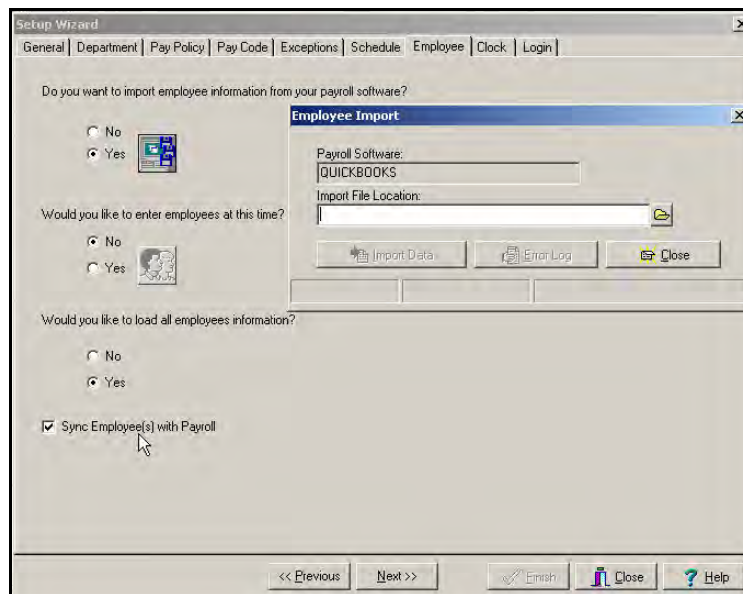 Setup Wizard
General | Department | Pay Policy | Pay Code | Exceptions | Schedule | Employee | Clock | Login
Do you want to import employee information from your payroll software?
No
Yes
Employee Import
Payroll Software:
QUICKBOOKS
Import File Location:
Import Data
Error Log
Close
Would you like to enter employees at this time?
No
Yes
Would you like to load all employees information?
No
Yes
Sync Employee(s) with Payroll
<< Previous
Next >>
Finish
Close
? Help